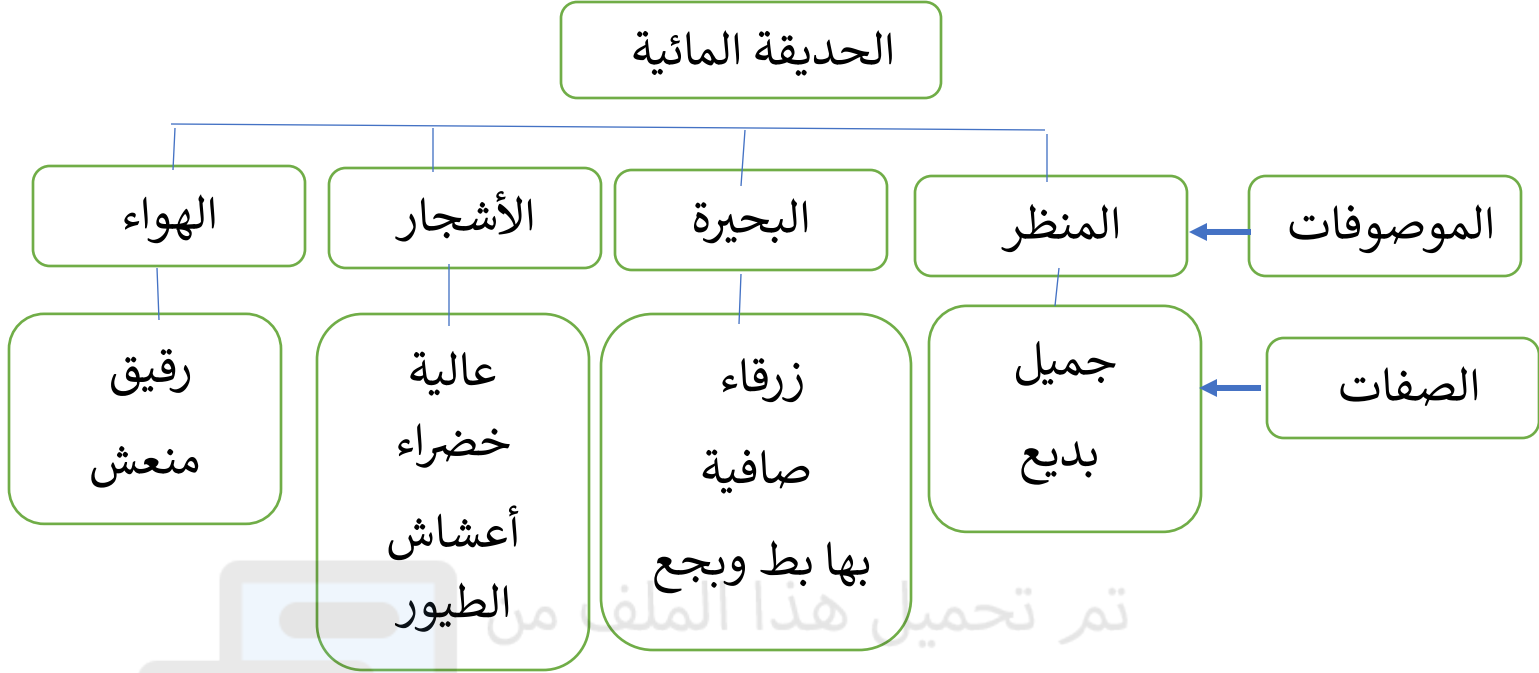 الحديقة المائية
الموصوفات
المنظر
البحيرة
الأشجار
الهواء
الصفات
جميل
بديع
زرقاء
صافية
بها بط وبجع
عالية
خضراء
أعشاش
الطيور
رقيق
منعش
تم تحميل هذا الملف من